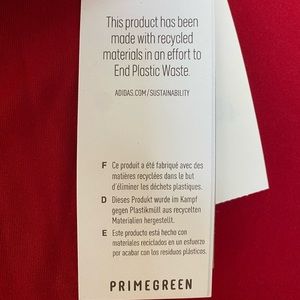 This product has been
made with recycled
materials in an effort to
End Plastic Waste.
ADIDAS.COM/SUSTAINABILITY
F Ce produit a été fabriqué avec des
matières recyclées dans le but
d'éliminer les déchets plastiques.
D Dieses Produkt wurde im Kampf
gegen Plastikmüll aus recycelten
Materialien hergestellt.
E Este producto está hecho con
materiales reciclados en un esfuerzo
por acabar con los residuos plásticos.
PRIMEGREEN